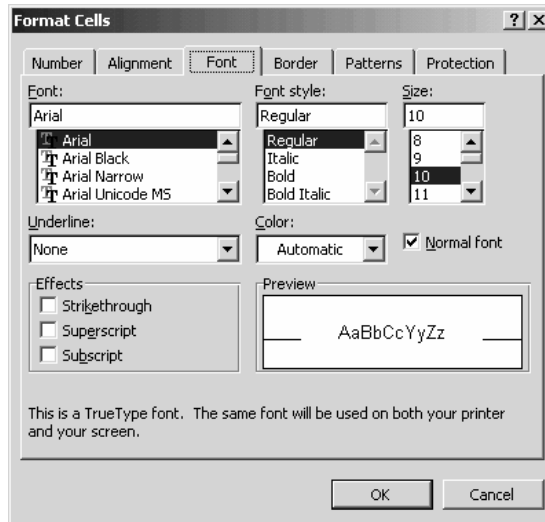 Format Cells
Number Alignment Font Border Patterns Protection
Font: Font style: Size:
Arial Regular 10
Arial Regular 8
Arial Black Italic 9
Arial Narrow Bold 10
Arial Unicode MS Bold Italic 11
Underline: Color:
None Automatic Normal font
Effects Preview
Strikethrough
Superscript AaBbCcYyZz
Subscript
This is a TrueType font. The same font will be used on both your printer
and your screen.
OK Cancel